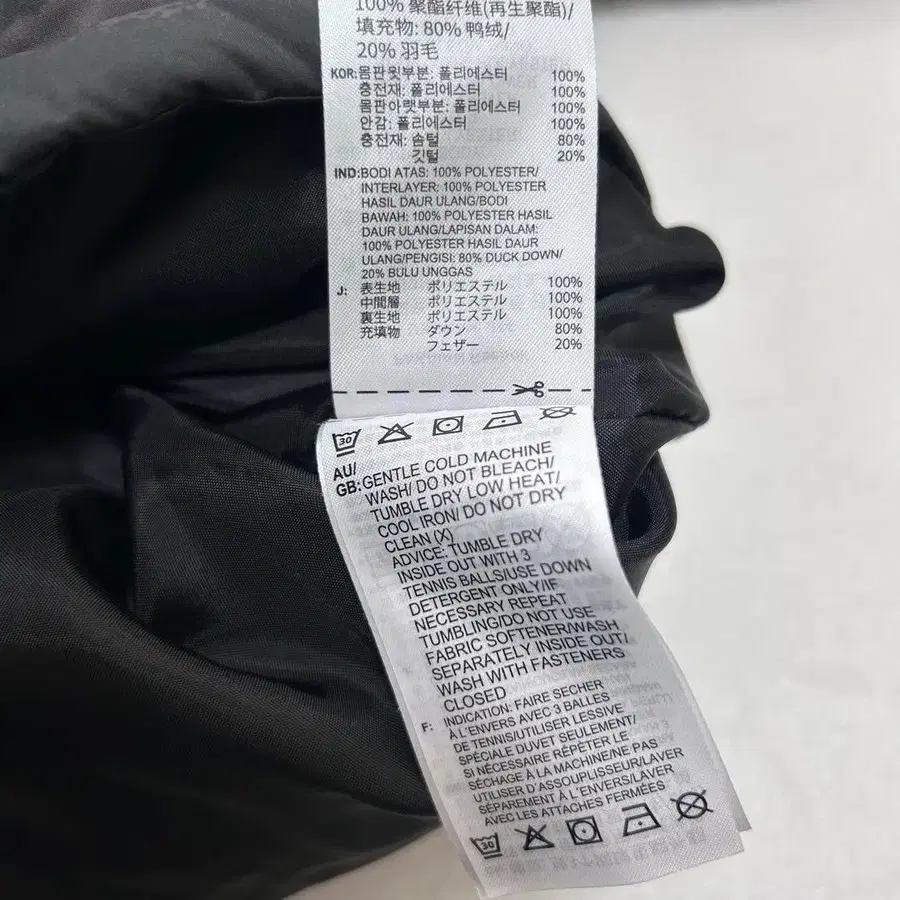 100% 聚酯纤维(再生聚酯)/
填充物: 80% 鸭绒/
20% 羽毛
KOR: 몸판윗부분: 폴리에스터 100%
충전재: 폴리에스터 100%
몸판아랫부분: 폴리에스터 100%
안감: 폴리에스터 100%
충전재: 솜털 80%
깃털 20%
IND: BODI ATAS: 100% POLYESTER/
INTERLAYER: 100% POLYESTER
HASIL DAUR ULANG/BODI
BAWAH: 100% POLYESTER HASIL
DAUR ULANG/LAPISAN DALAM:
100% POLYESTER HASIL DAUR
ULANG/PENGISI: 80% DUCK DOWN/
20% BULU UNGGAS
J: 表生地 ポリエステル 100%
中間層 ポリエステル 100%
裏生地 ポリエステル 100%
充填物 ダウン 80%
フェザー 20%
30
AU/
GB: GENTLE COLD MACHINE
WASH/ DO NOT BLEACH/
TUMBLE DRY LOW HEAT/
COOL IRON/ DO NOT DRY
CLEAN (X)
ADVICE: TUMBLE DRY
INSIDE OUT WITH 3
TENNIS BALLS/USE DOWN
DETERGENT ONLY/IF
NECESSARY REPEAT
TUMBLING/DO NOT USE
FABRIC SOFTENER/WASH
SEPARATELY INSIDE OUT/
WASH WITH FASTENERS
CLOSED
F: INDICATION: FAIRE SECHER
À L'ENVERS AVEC 3 BALLES
DE TENNIS/UTILISER LESSIVE
SPÉCIALE DUVET SEULEMENT/
SI NÉCESSAIRE RÉPÉTER LE
SÉCHAGE À LA MACHINE/NE PAS
UTILISER D'ASSOUPLISSEUR/LAVER
SÉPARÉMENT À L'ENVERS/LAVER
AVEC LES ATTACHES FERMÉES
30